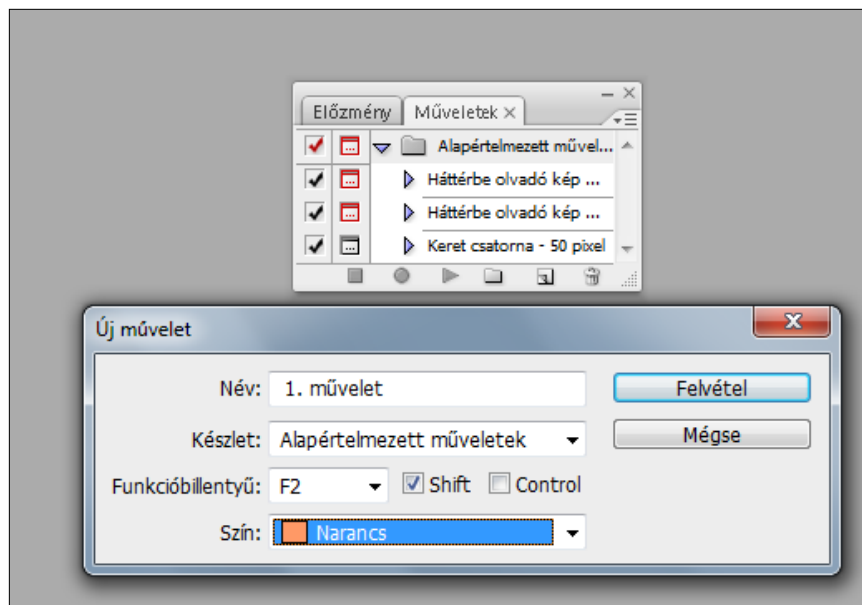 Előzmény Műveletek
Alapértelmezett művel...
Háttérbe olvadó kép ...
Háttérbe olvadó kép ...
Keret csatorna - 50 pixel
Új művelet
Név: 1. művelet Felvétel
Készlet: Alapértelmezett műveletek Mégse
Funkcióbillentyű: F2 Shift Control
Szín: Narancs